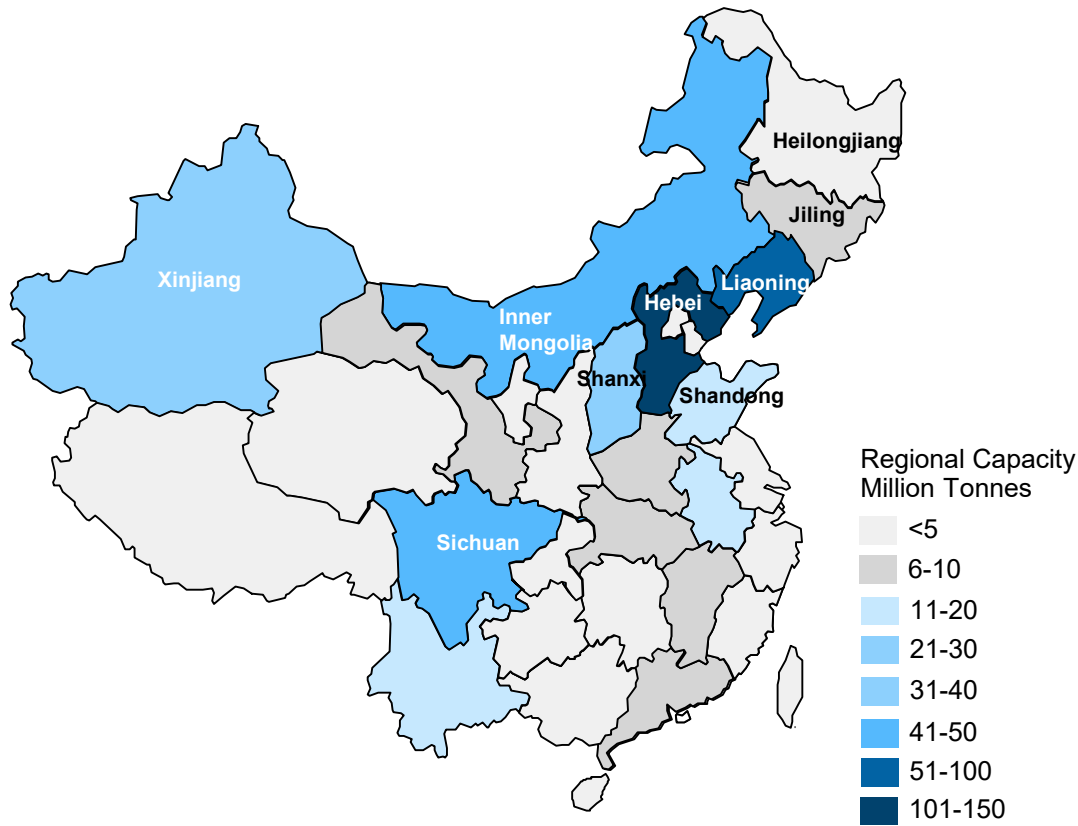 Heilongjiang
Jiling
Xinjiang
Liaoning
Hebei
Inner
Mongolia
Shanxi
Shandong
Sichuan
Regional Capacity
Million Tonnes
<5
6-10
11-20
21-30
31-40
41-50
51-100
101-150